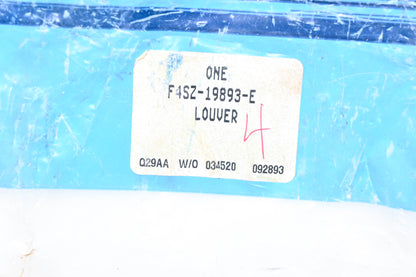 ONE
F4SZ-19893-E
LOUVER
4
Q29AA W/O 034520 092893